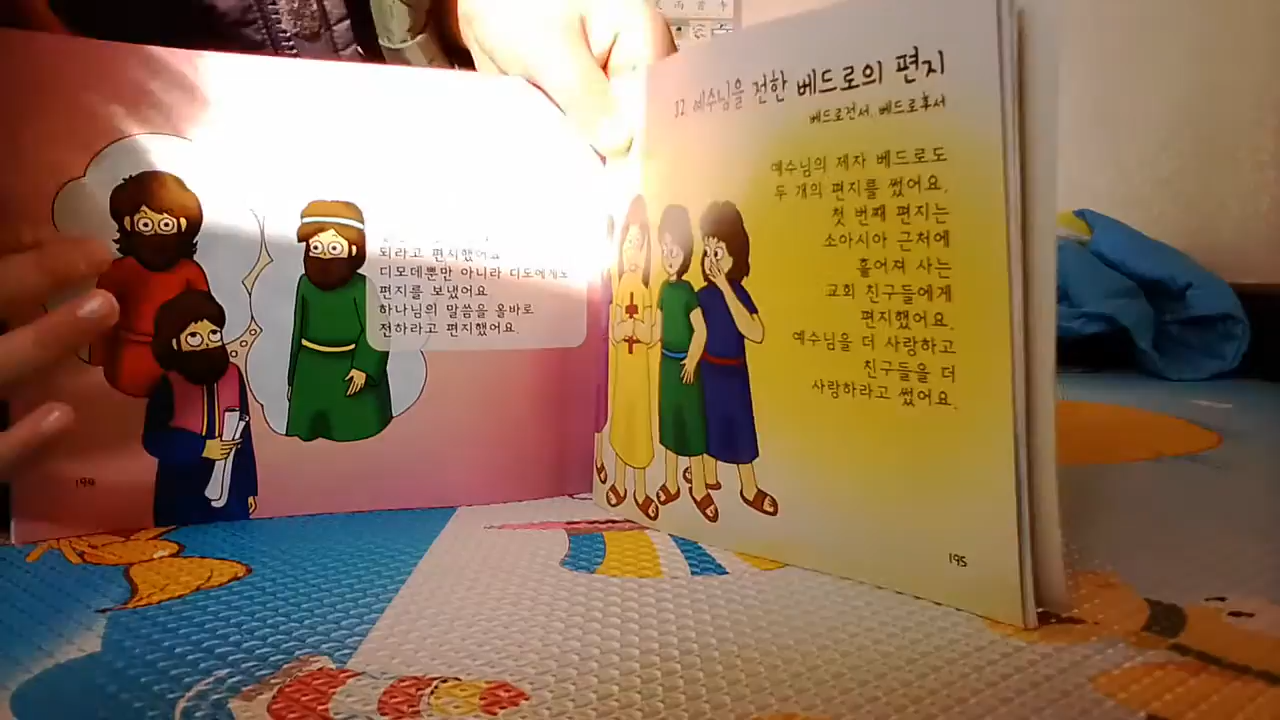 되라고 편지했어요
디모데뿐만 아니라 디도에게도
편지를 보냈어요.
하나님의 말씀을 올바로
전하라고 편지했어요.
194
32. 예수님을 전한 베드로의 편지
베드로전서, 베드로후서
예수님의 제자 베드로도
두 개의 편지를 썼어요.
첫 번째 편지는
소아시아 근처에
흩어져 사는
교회 친구들에게
편지했어요.
예수님을 더 사랑하고
친구들을 더
사랑하라고 썼어요.
195